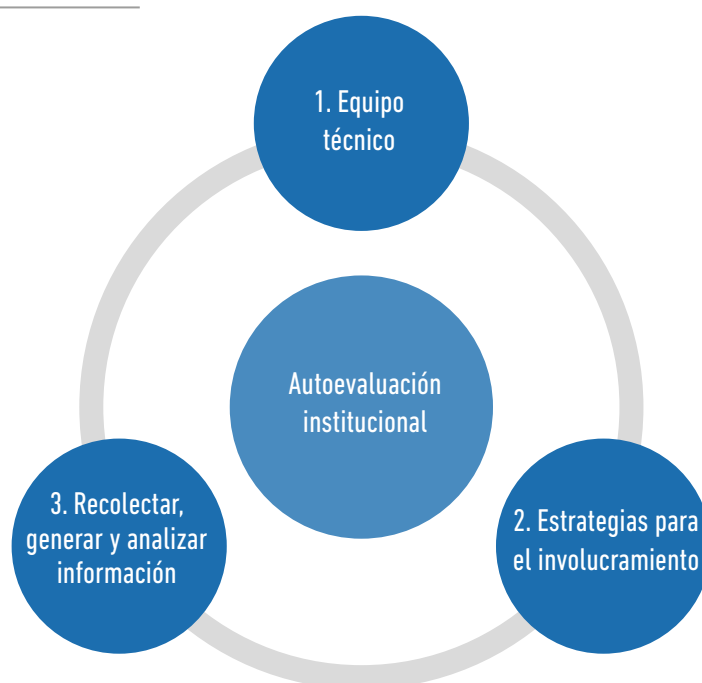 1. Equipo
técnico
Autoevaluación
institucional
3. Recolectar,
generar y analizar
información
2. Estrategias para
el involucramiento